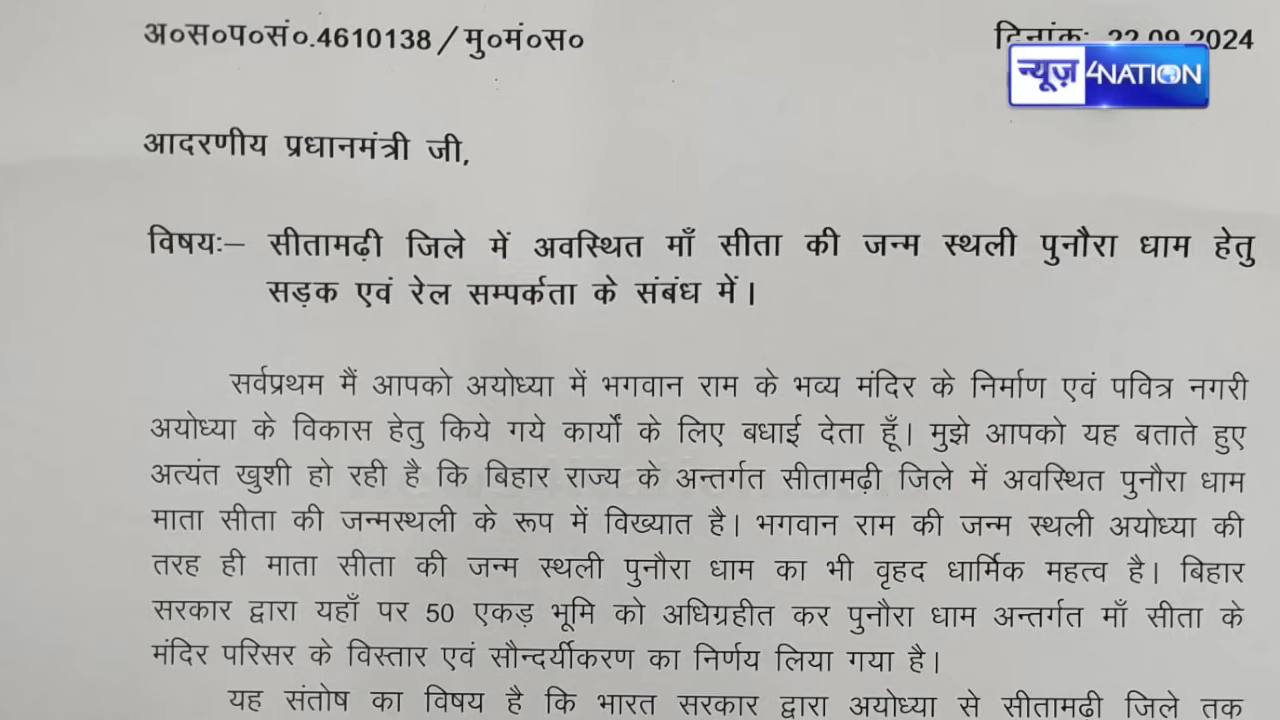 अ०स०प०सं०.4610138 / मु०मं०स०
दिनांकः 22.09.2024
न्यूज़ 4NATION
आदरणीय प्रधानमंत्री जी,
विषयः– सीतामढ़ी जिले में अवस्थित माँ सीता की जन्म स्थली पुनौरा धाम हेतु
सड़क एवं रेल सम्पर्कता के संबंध में।
सर्वप्रथम मैं आपको अयोध्या में भगवान राम के भव्य मंदिर के निर्माण एवं पवित्र नगरी
अयोध्या के विकास हेतु किये गये कार्यों के लिए बधाई देता हूँ। मुझे आपको यह बताते हुए
अत्यंत खुशी हो रही है कि बिहार राज्य के अन्तर्गत सीतामढ़ी जिले में अवस्थित पुनौरा धाम
माता सीता की जन्मस्थली के रूप में विख्यात है। भगवान राम की जन्म स्थली अयोध्या की
तरह ही माता सीता की जन्म स्थली पुनौरा धाम का भी वृहद धार्मिक महत्व है। बिहार
सरकार द्वारा यहाँ पर 50 एकड़ भूमि को अधिग्रहीत कर पुनौरा धाम अन्तर्गत माँ सीता के
मंदिर परिसर के विस्तार एवं सौन्दर्यीकरण का निर्णय लिया गया है।
यह संतोष का विषय है कि भारत सरकार द्वारा अयोध्या से सीतामढ़ी जिले तक